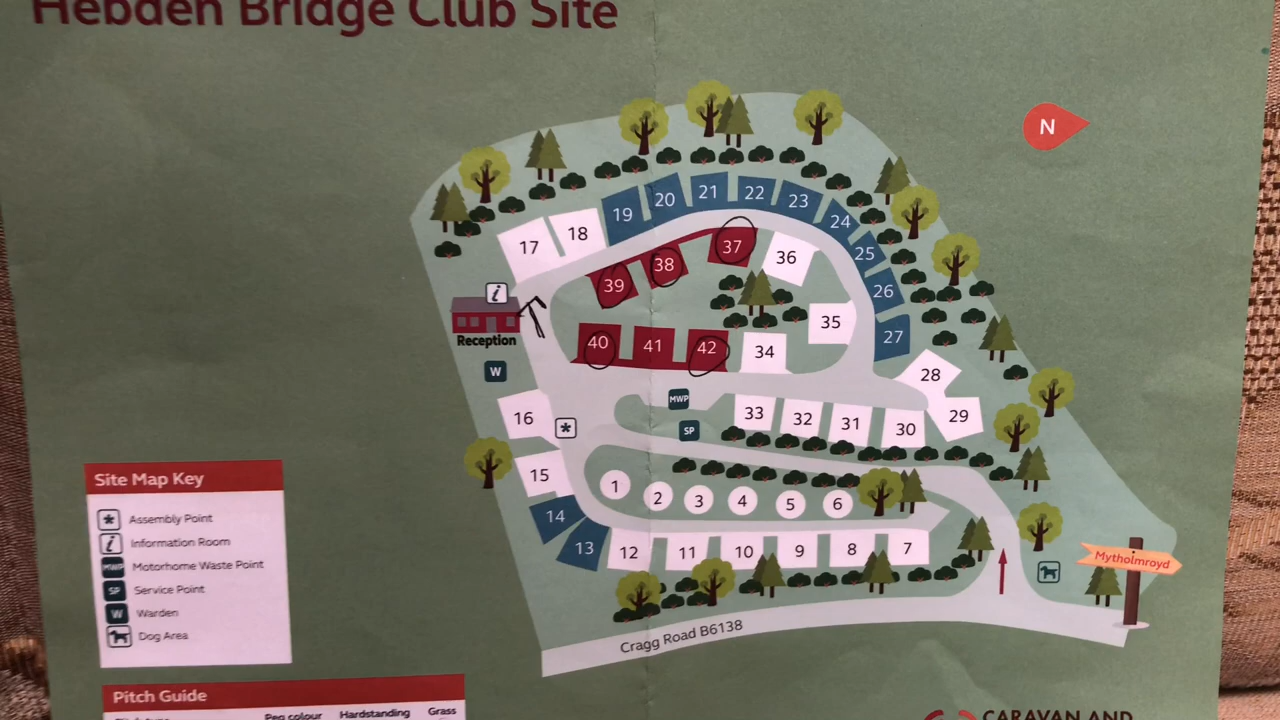 Hebden Bridge Club Site
N
21
22
20
23
19
24
18
17
37
25
36
38
39
26
i
35
27
Reception
40
41
42
34
W
28
MWP
16
33
32
31
30
29
*
SP
15
1
2
3
4
5
6
14
13
12
11
10
9
8
7
Mytholmroyd
Cragg Road B6138
Site Map Key
* Assembly Point
i Information Room
MWP Motorhome Waste Point
SP Service Point
W Warden
Dog Area
Pitch Guide
Peg colour Hardstanding Grass
CARAVAN AND